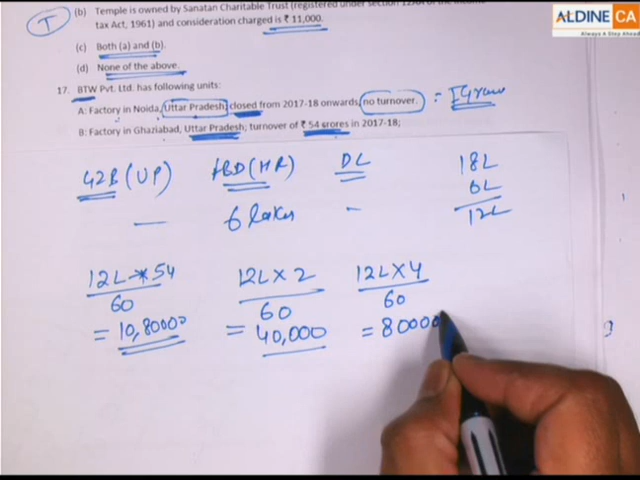 (b) Temple is owned by Sanatan Charitable Trust (registered under section 12AA of the Income
tax Act, 1961) and consideration charged is ₹ 11,000.
(c) Both (a) and (b).
(d) None of the above.
17. BTW Pvt. Ltd. has following units:
A: Factory in Noida, Uttar Pradesh; closed from 2017-18 onwards, no turnover. = Ignore
B: Factory in Ghaziabad, Uttar Pradesh; turnover of ₹ 54 crores in 2017-18;
GZB (UP) FBD (HR) DL 18L
— 6 lakhs - 6L
12L
12L × 54 12L × 2 12L × 4
60 60 60
= 10,80000 = 40,000 = 80000
ALDINE CA
Always A Step Ahead